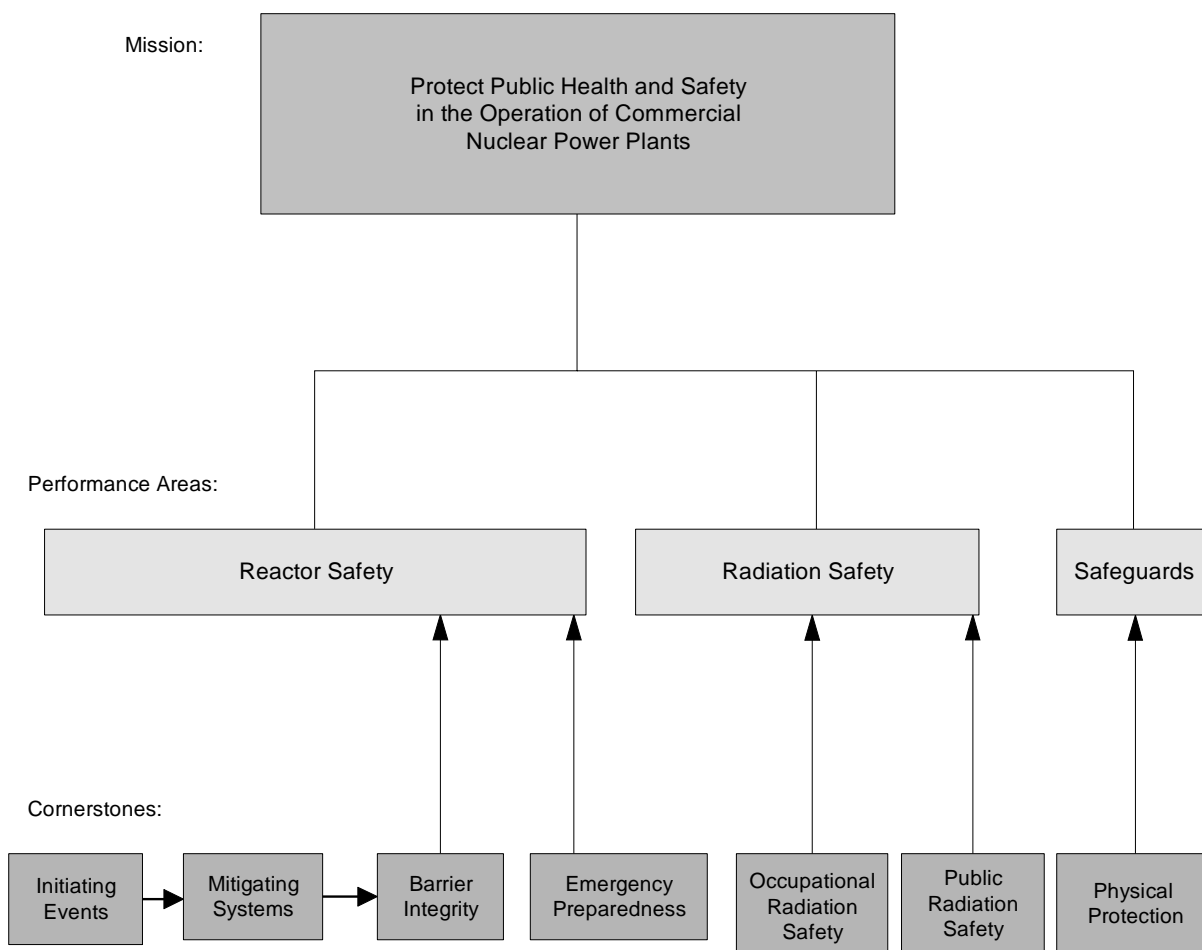 Mission:
Protect Public Health and Safety
in the Operation of Commercial
Nuclear Power Plants
Performance Areas:
Reactor Safety
Radiation Safety
Safeguards
Cornerstones:
Initiating
Events
Mitigating
Systems
Barrier
Integrity
Emergency
Preparedness
Occupational
Radiation
Safety
Public
Radiation
Safety
Physical
Protection